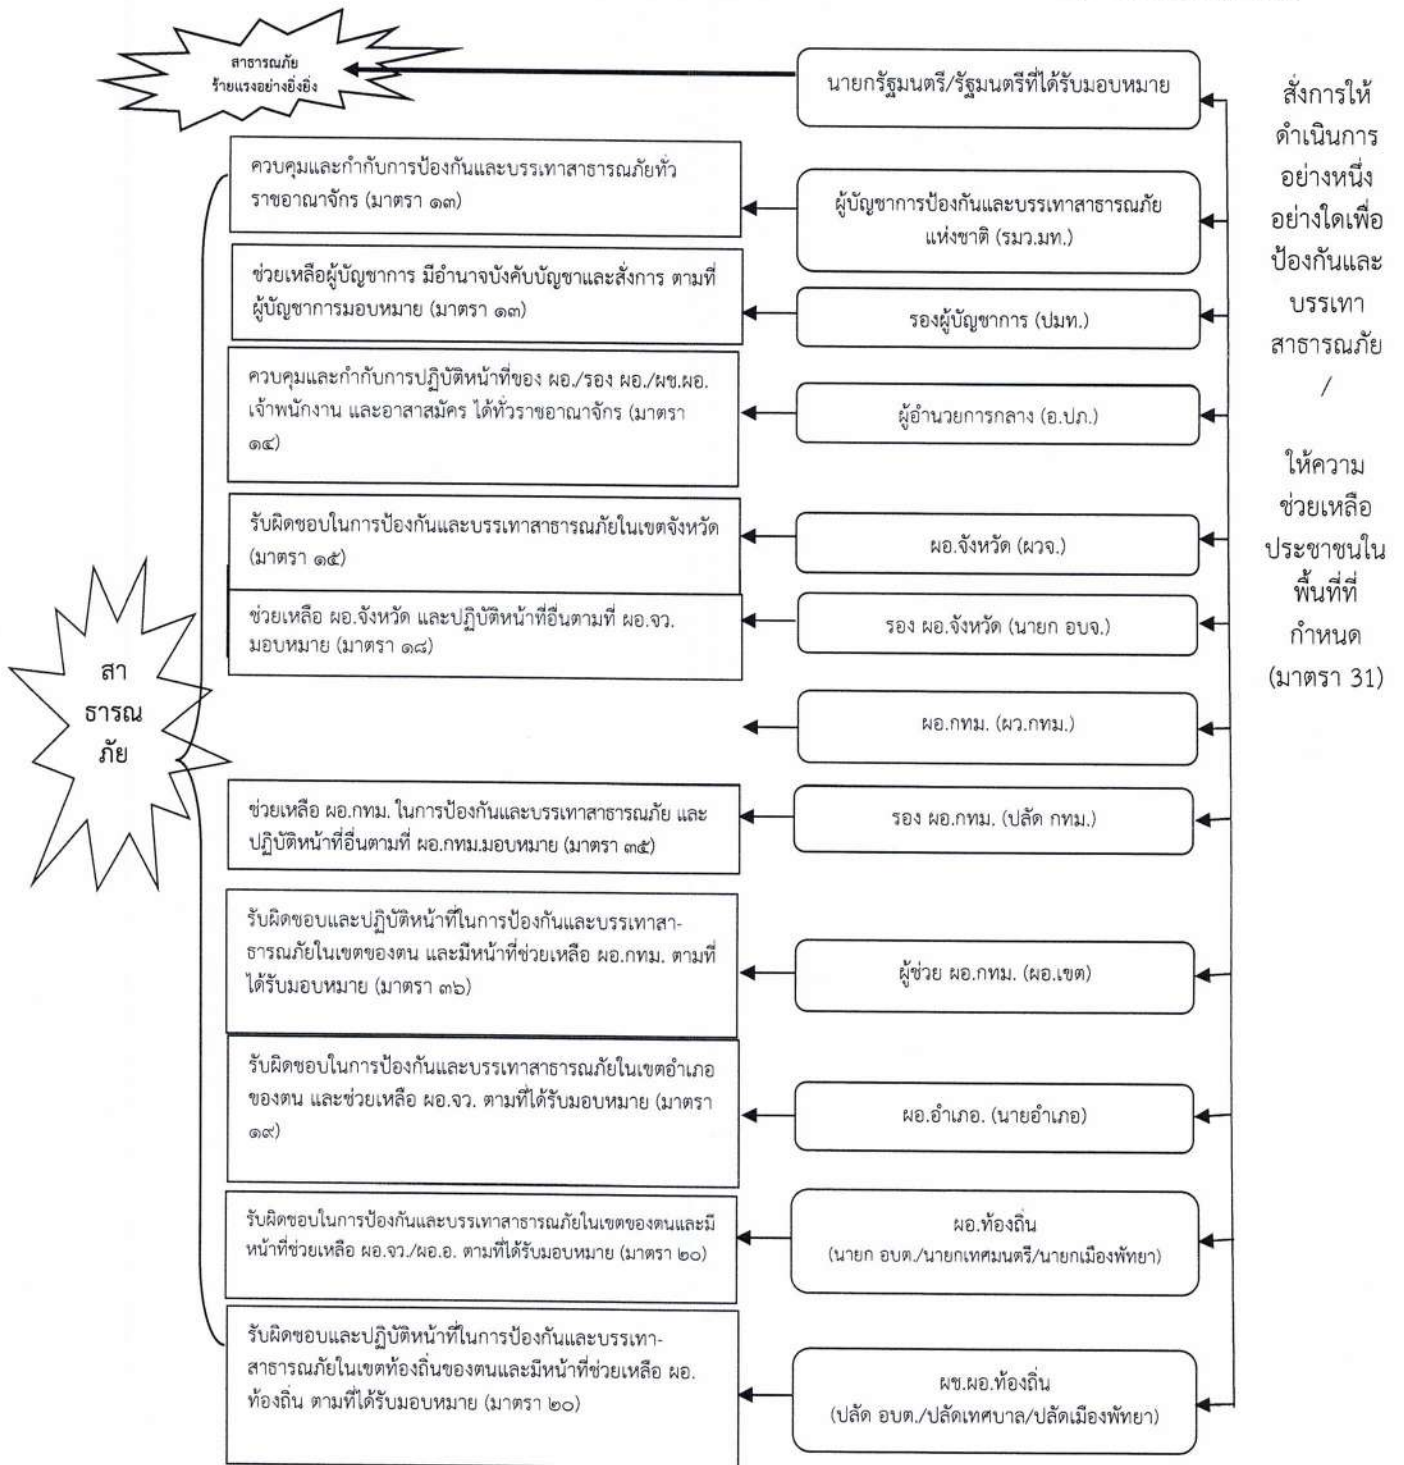 สาธารณภัย
ร้ายแรงอย่างยิ่งยิ่ง
นายกรัฐมนตรี/รัฐมนตรีที่ได้รับมอบหมาย
สั่งการให้
ดำเนินการ
อย่างหนึ่ง
อย่างใดเพื่อ
ป้องกันและ
บรรเทา
สาธารณภัย
/
ให้ความ
ช่วยเหลือ
ประชาชนใน
พื้นที่ที่
กำหนด
(มาตรา 31)
ควบคุมและกำกับการป้องกันและบรรเทาสาธารณภัยทั่ว
ราชอาณาจักร (มาตรา ๑๓)
ผู้บัญชาการป้องกันและบรรเทาสาธารณภัย
แห่งชาติ (รมว.มท.)
ช่วยเหลือผู้บัญชาการ มีอำนาจบังคับบัญชาและสั่งการ ตามที่
ผู้บัญชาการมอบหมาย (มาตรา ๑๓)
รองผู้บัญชาการ (ปมท.)
ควบคุมและกำกับการปฏิบัติหน้าที่ของ ผอ./รอง ผอ./ผช.ผอ.
เจ้าพนักงาน และอาสาสมัคร ได้ทั่วราชอาณาจักร (มาตรา
๑๔)
ผู้อำนวยการกลาง (อ.ปภ.)
รับผิดชอบในการป้องกันและบรรเทาสาธารณภัยในเขตจังหวัด
(มาตรา ๑๕)
ผอ.จังหวัด (ผวจ.)
ช่วยเหลือ ผอ.จังหวัด และปฏิบัติหน้าที่อื่นตามที่ ผอ.จว.
มอบหมาย (มาตรา ๑๘)
รอง ผอ.จังหวัด (นายก อบจ.)
สา
ธารณ
ภัย
ผอ.กทม. (ผว.กทม.)
ช่วยเหลือ ผอ.กทม. ในการป้องกันและบรรเทาสาธารณภัย และ
ปฏิบัติหน้าที่อื่นตามที่ ผอ.กทม.มอบหมาย (มาตรา ๓๕)
รอง ผอ.กทม. (ปลัด กทม.)
รับผิดชอบและปฏิบัติหน้าที่ในการป้องกันและบรรเทาสา-
ธารณภัยในเขตของตน และมีหน้าที่ช่วยเหลือ ผอ.กทม. ตามที่
ได้รับมอบหมาย (มาตรา ๓๖)
ผู้ช่วย ผอ.กทม. (ผอ.เขต)
รับผิดชอบในการป้องกันและบรรเทาสาธารณภัยในเขตอำเภอ
ของตน และช่วยเหลือ ผอ.จว. ตามที่ได้รับมอบหมาย (มาตรา
๑๙)
ผอ.อำเภอ. (นายอำเภอ)
รับผิดชอบในการป้องกันและบรรเทาสาธารณภัยในเขตของตนและมี
หน้าที่ช่วยเหลือ ผอ.จว./ผอ.อ. ตามที่ได้รับมอบหมาย (มาตรา ๒๐)
ผอ.ท้องถิ่น
(นายก อบต./นายกเทศมนตรี/นายกเมืองพัทยา)
รับผิดชอบและปฏิบัติหน้าที่ในการป้องกันและบรรเทา-
สาธารณภัยในเขตท้องถิ่นของตนและมีหน้าที่ช่วยเหลือ ผอ.
ท้องถิ่น ตามที่ได้รับมอบหมาย (มาตรา ๒๐)
ผช.ผอ.ท้องถิ่น
(ปลัด อบต./ปลัดเทศบาล/ปลัดเมืองพัทยา)